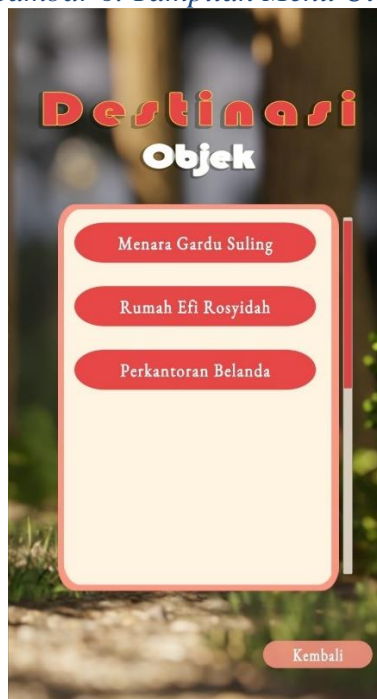 Destinasi
Objek
Menara Gardu Suling
Rumah Efi Rosyidah
Perkantoran Belanda
Kembali